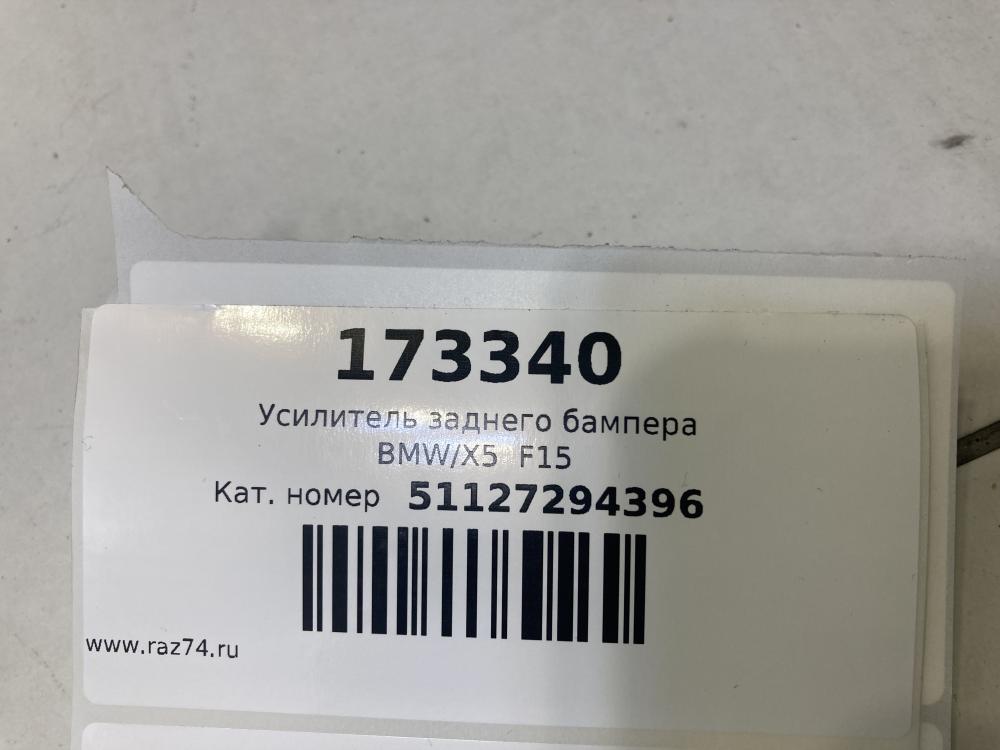 173340
Усилитель заднего бампера
BMW/X5 F15
Кат. номер 51127294396
www.raz74.ru